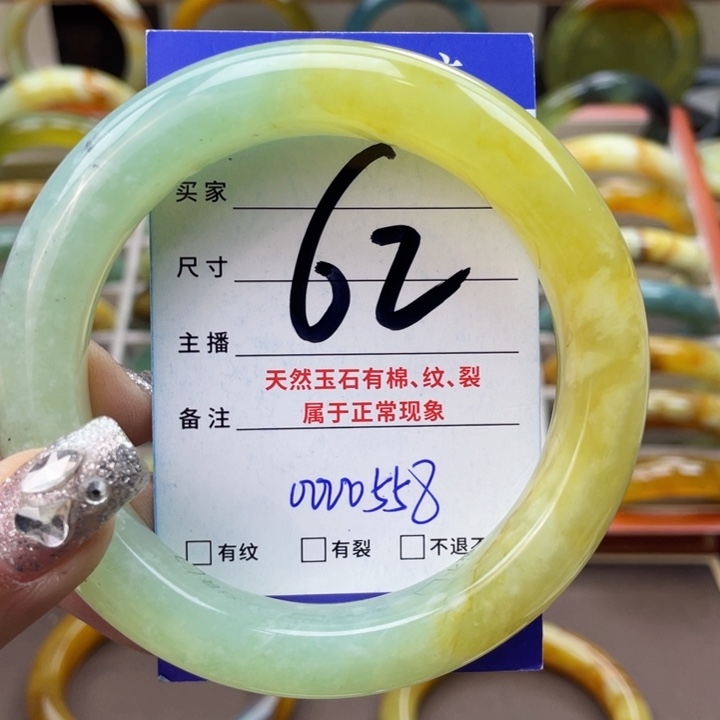 买家
尺寸
62
主播
天然玉石有棉、纹、裂
属于正常现象
备注
0000558
有纹 有裂 不退